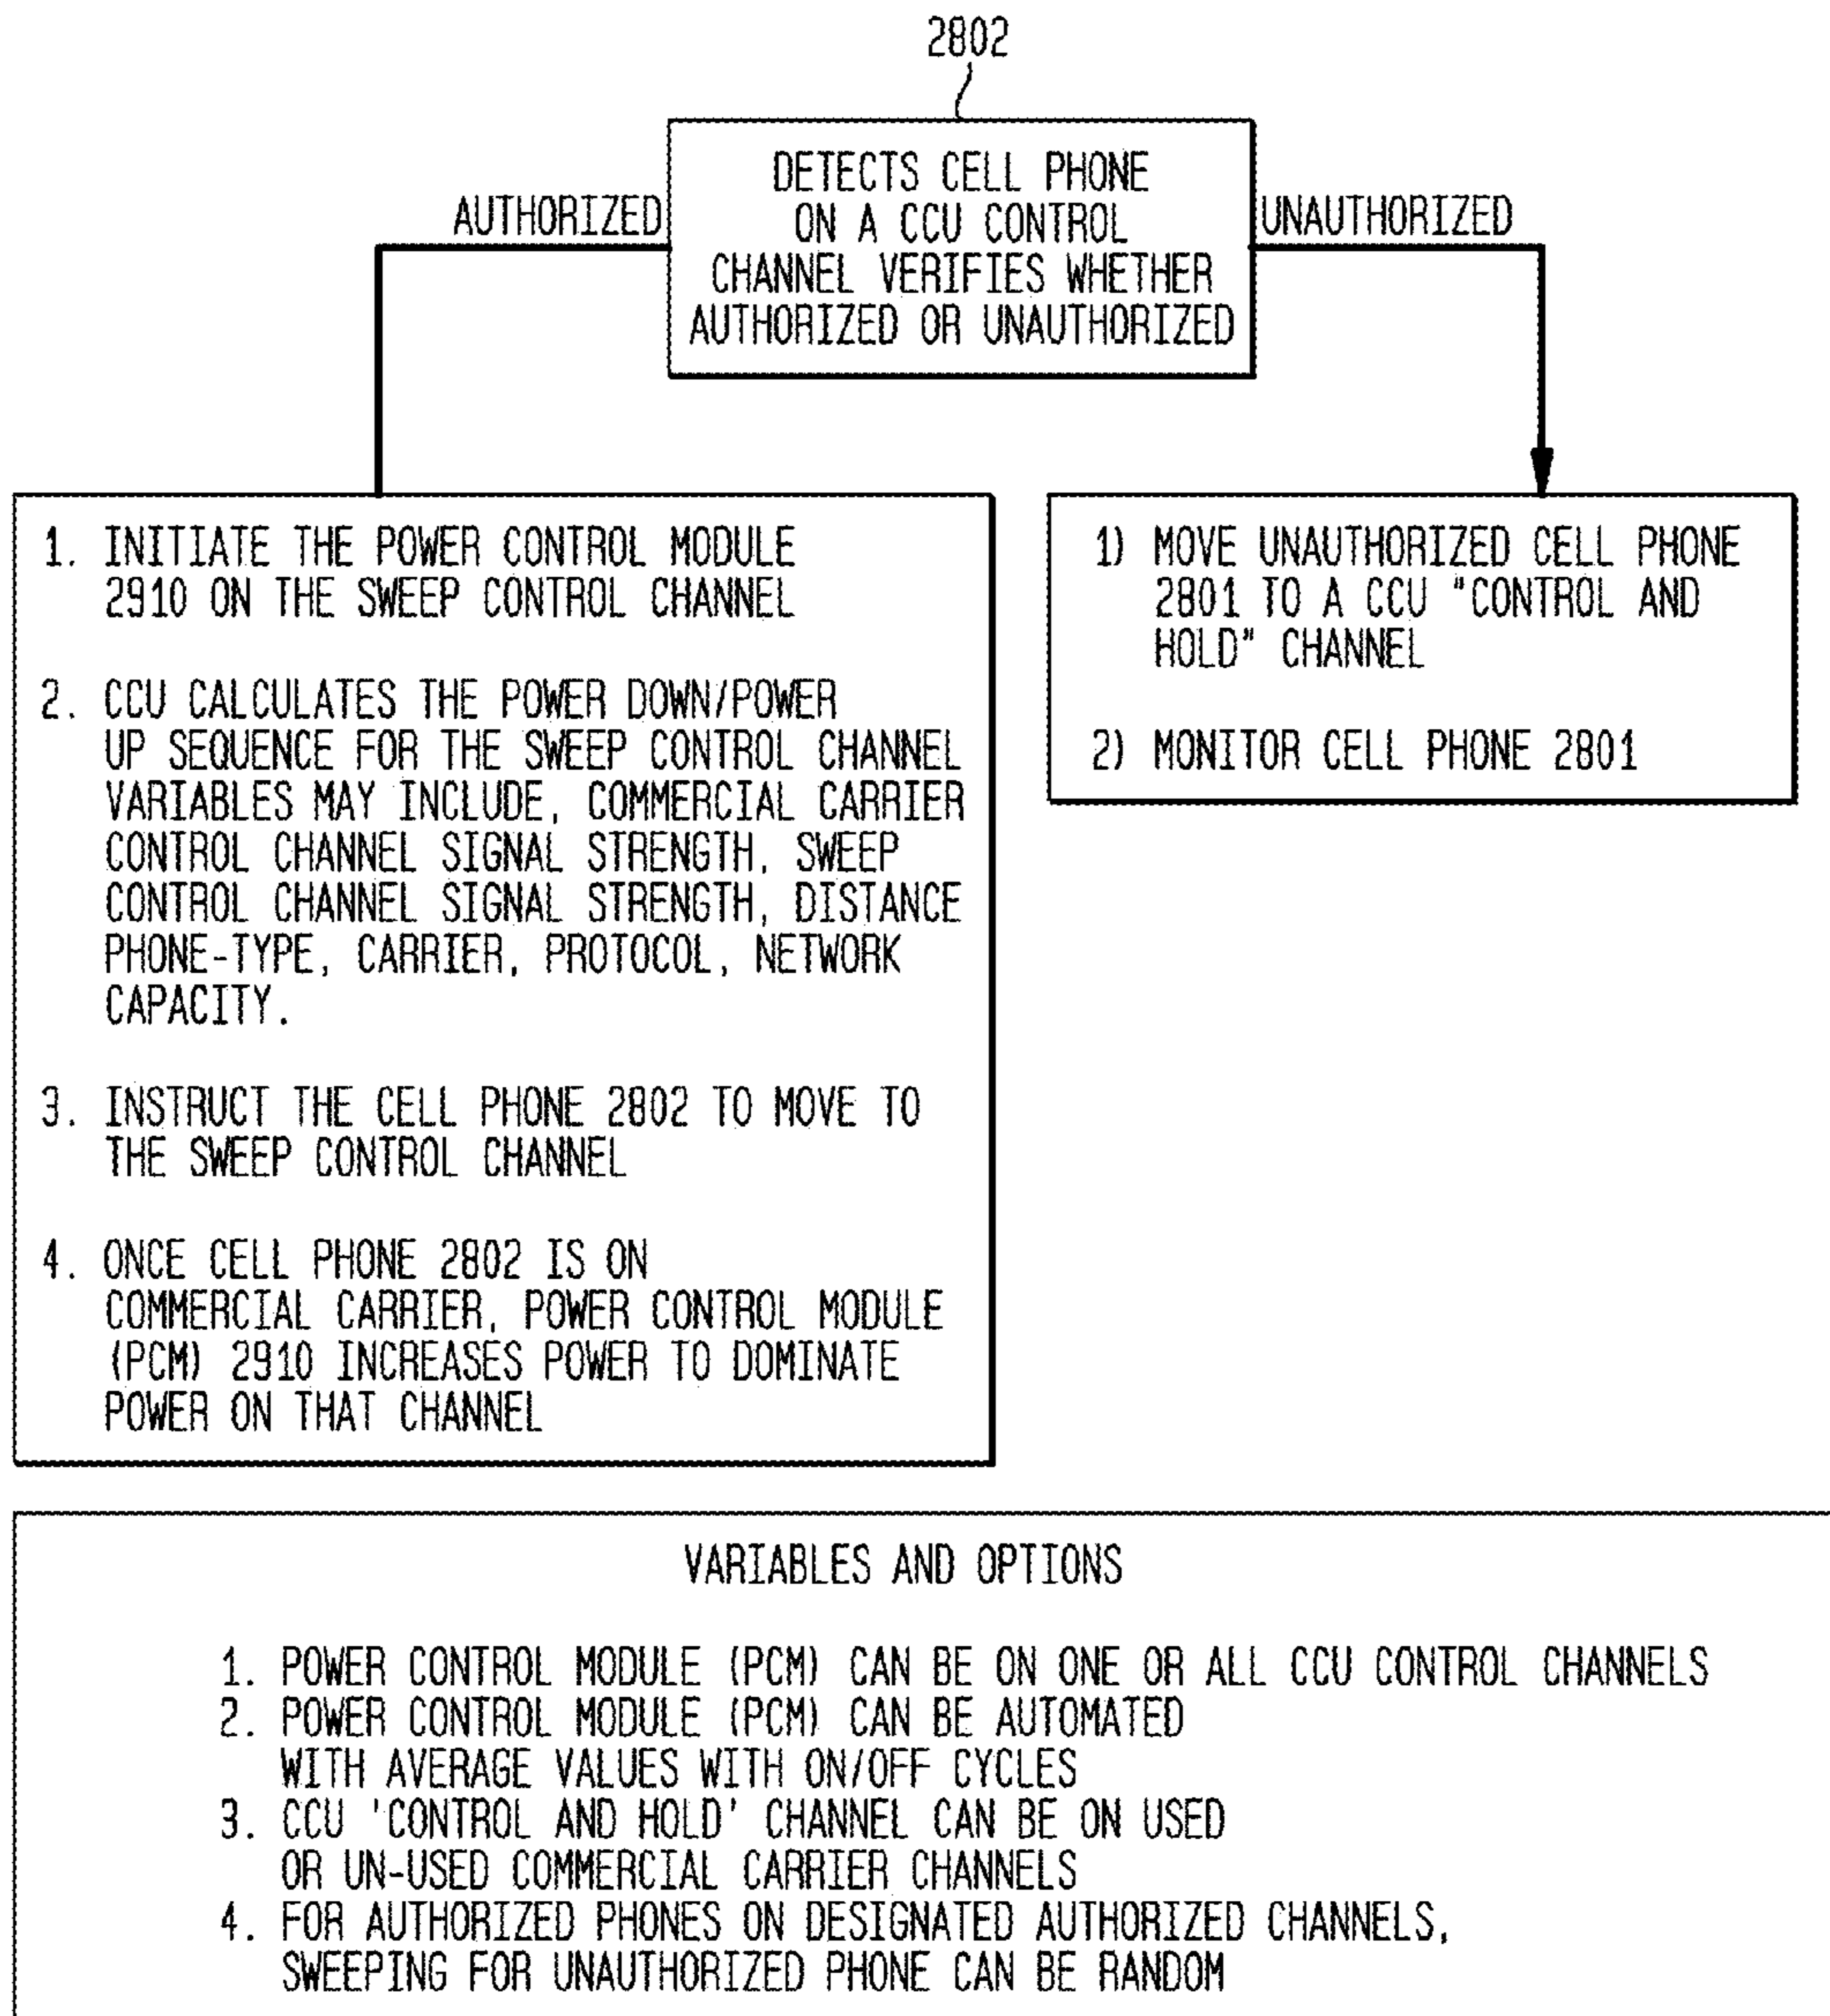 2802
DETECTS CELL PHONE
ON A CCU CONTROL
CHANNEL VERIFIES WHETHER
AUTHORIZED OR UNAUTHORIZED
AUTHORIZED
UNAUTHORIZED
1. INITIATE THE POWER CONTROL MODULE
2910 ON THE SWEEP CONTROL CHANNEL
2. CCU CALCULATES THE POWER DOWN/POWER
UP SEQUENCE FOR THE SWEEP CONTROL CHANNEL
VARIABLES MAY INCLUDE, COMMERCIAL CARRIER
CONTROL CHANNEL SIGNAL STRENGTH, SWEEP
CONTROL CHANNEL SIGNAL STRENGTH, DISTANCE
PHONE-TYPE, CARRIER, PROTOCOL, NETWORK
CAPACITY.
3. INSTRUCT THE CELL PHONE 2802 TO MOVE TO
THE SWEEP CONTROL CHANNEL
4. ONCE CELL PHONE 2802 IS ON
COMMERCIAL CARRIER, POWER CONTROL MODULE
(PCM) 2910 INCREASES POWER TO DOMINATE
POWER ON THAT CHANNEL
1) MOVE UNAUTHORIZED CELL PHONE
2801 TO A CCU "CONTROL AND
HOLD" CHANNEL
2) MONITOR CELL PHONE 2801
VARIABLES AND OPTIONS
1. POWER CONTROL MODULE (PCM) CAN BE ON ONE OR ALL CCU CONTROL CHANNELS
2. POWER CONTROL MODULE (PCM) CAN BE AUTOMATED
WITH AVERAGE VALUES WITH ON/OFF CYCLES
3. CCU 'CONTROL AND HOLD' CHANNEL CAN BE ON USED
OR UN-USED COMMERCIAL CARRIER CHANNELS
4. FOR AUTHORIZED PHONES ON DESIGNATED AUTHORIZED CHANNELS,
SWEEPING FOR UNAUTHORIZED PHONE CAN BE RANDOM